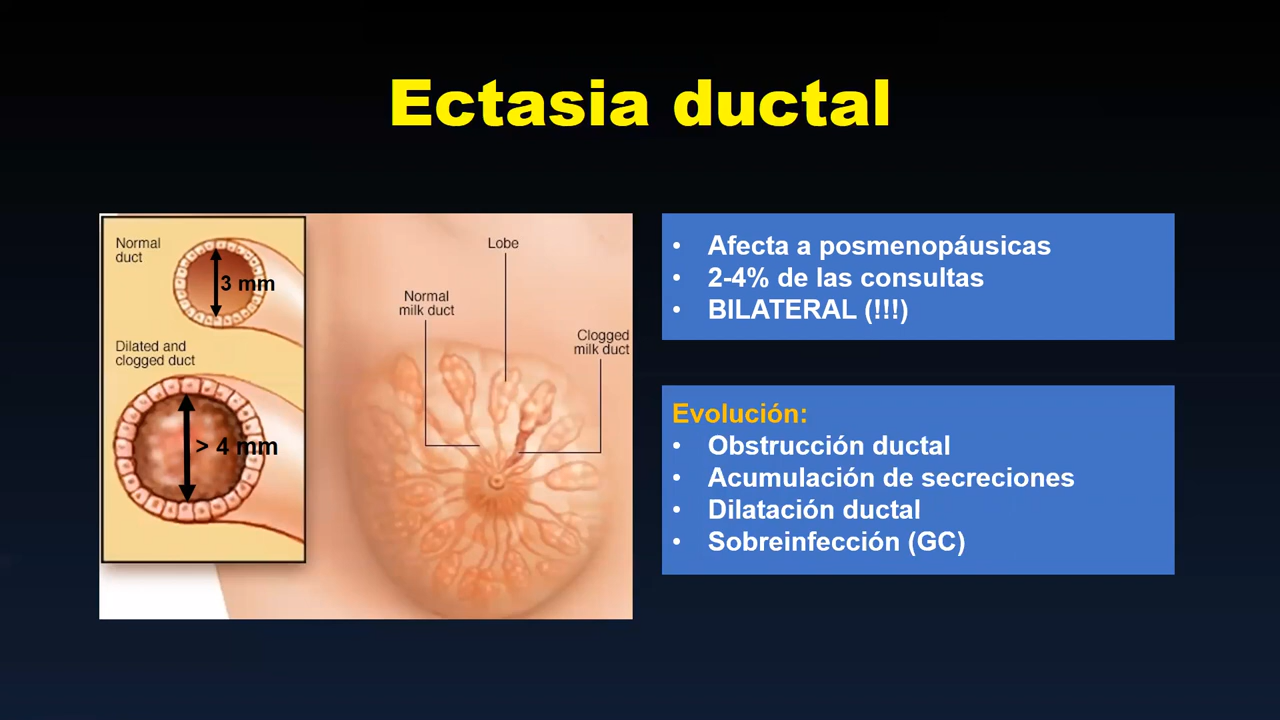 Ectasia ductal
Normal
duct
3 mm
Dilated and
clogged duct
> 4 mm
Lobe
Normal
milk duct
Clogged
milk duct
• Afecta a posmenopáusicas
• 2-4% de las consultas
• BILATERAL (!!!)
Evolución:
• Obstrucción ductal
• Acumulación de secreciones
• Dilatación ductal
• Sobreinfección (GC)